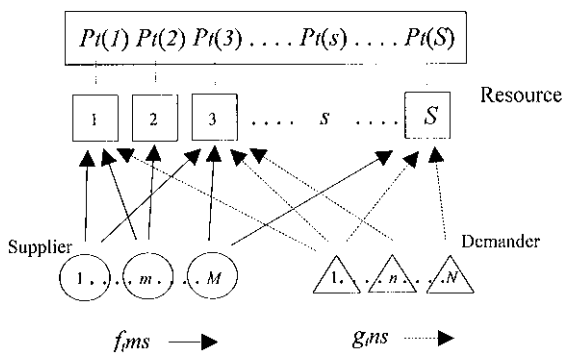 Pt(1) Pt(2) Pt(3) .... Pt(s) .... Pt(S)
1 2 3 .... s .... S
Resource
Supplier
Demander
1....m....M
1....n....N
ftms
gtns